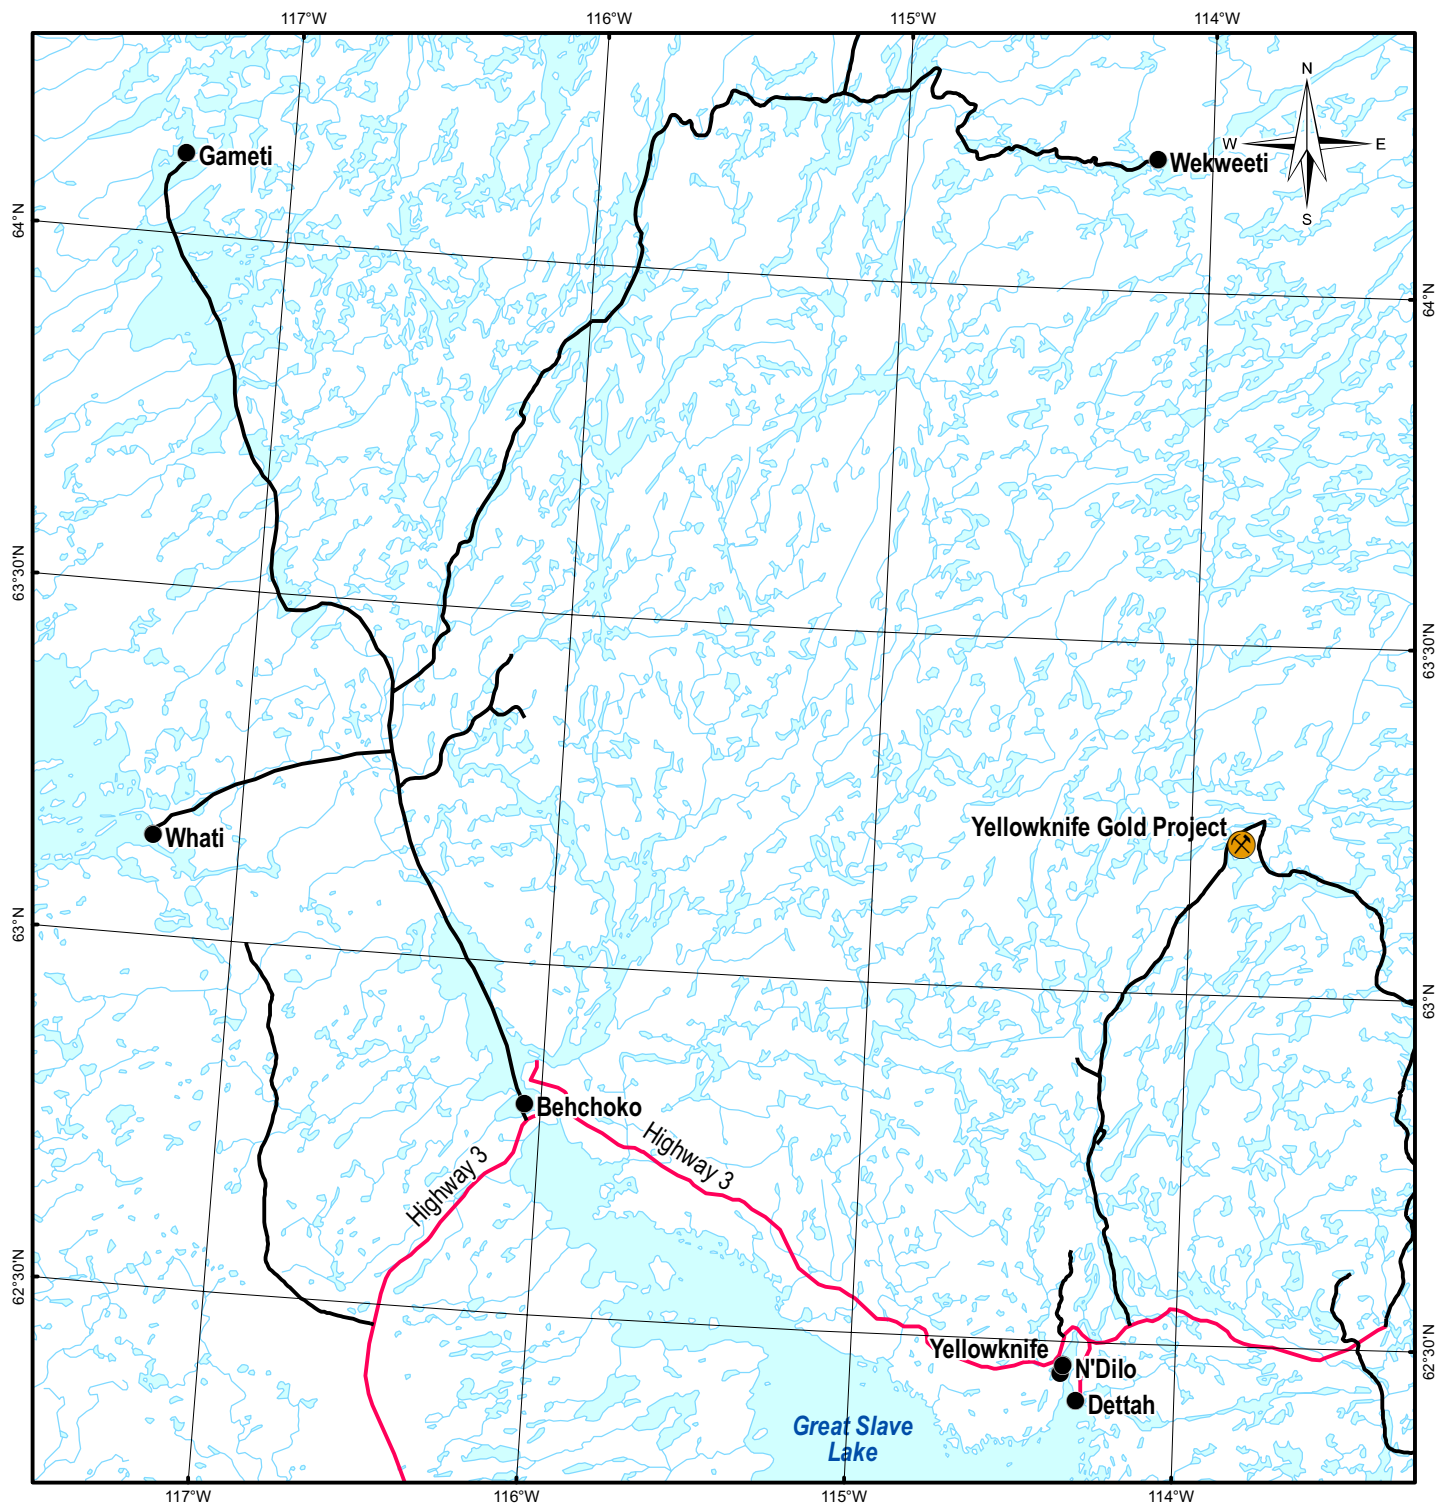 117°W
116°W
115°W
114°W
N
W
E
S
Gameti
Wekweeti
64°N
64°N
63°30'N
63°30'N
Yellowknife Gold Project
Whati
63°N
63°N
Behchoko
Highway 3
Highway 3
62°30'N
62°30'N
Yellowknife
N'Dilo
Dettah
Great Slave
Lake
117°W
116°W
115°W
114°W